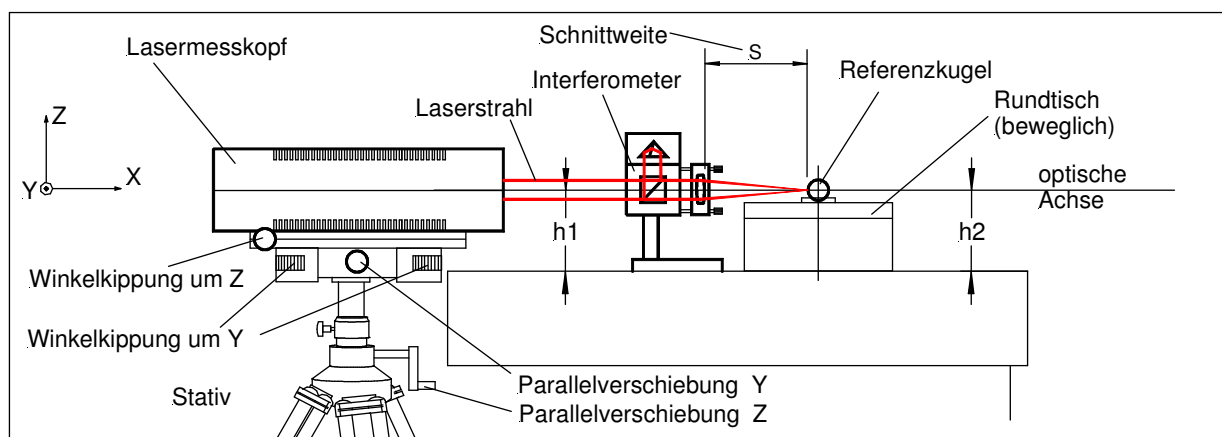 Schnittweite
S
Lasermesskopf
Interferometer
Referenzkugel
Laserstrahl
Rundtisch
(beweglich)
Z
Y
X
optische
Achse
h1
h2
Winkelkippung um Z
Winkelkippung um Y
Stativ
Parallelverschiebung Y
Parallelverschiebung Z